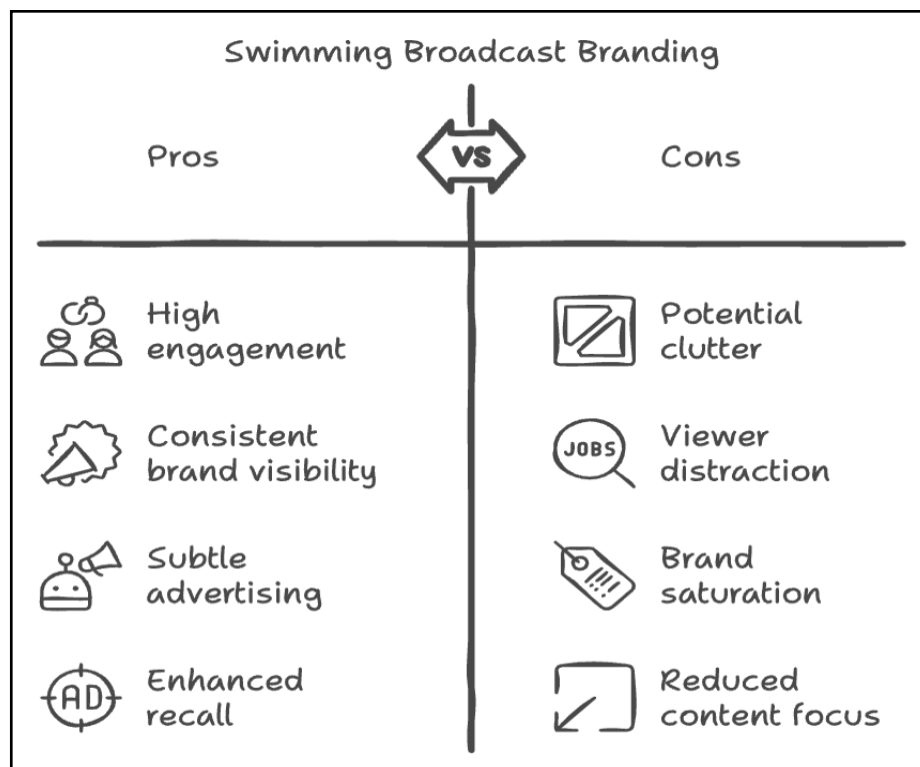 Swimming Broadcast Branding
Pros
VS
Cons
High
engagement
Consistent
brand visibility
Subtle
advertising
AD
Enhanced
recall
Potential
clutter
JOBS
Viewer
distraction
Brand
saturation
Reduced
content focus